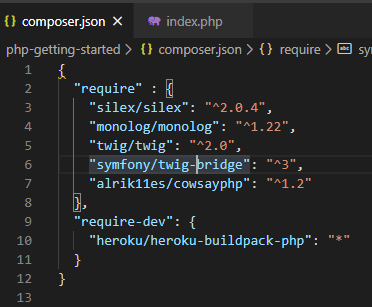 composer.json index.php
php-getting-started > composer.json > require > sy
1 {
2 "require" : {
3 "silex/silex": "^2.0.4",
4 "monolog/monolog": "^1.22",
5 "twig/twig": "^2.0",
6 "symfony/twig-bridge": "^3",
7 "alrik11es/cowsayphp": "^1.2"
8 },
9 "require-dev": {
10 "heroku/heroku-buildpack-php": "*"
11 }
12 }
13